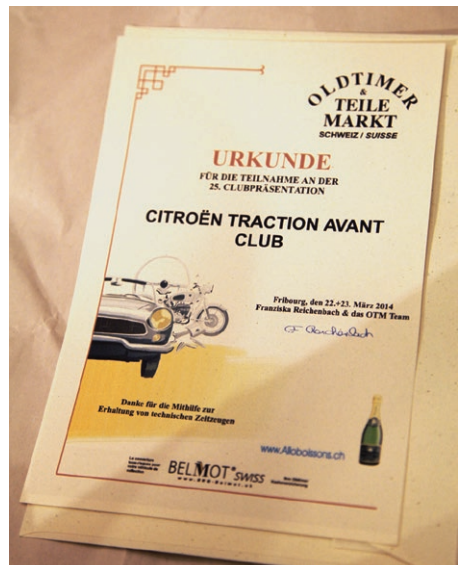 OLDTIMER
&
TEILE
MARKT
SCHWEIZ / SUISSE
URKUNDE
FÜR DIE TEILNAHME AN DER
25. CLUBPRÄSENTATION
CITROËN TRACTION AVANT
CLUB
Fribourg, den 22.+23. März 2014
Franziska Reichenbach & das OTM Team
Danke für die Mithilfe zur
Erhaltung von technischen Zeitzeugen
www.Alloboissons.ch
BELMOT SWISS